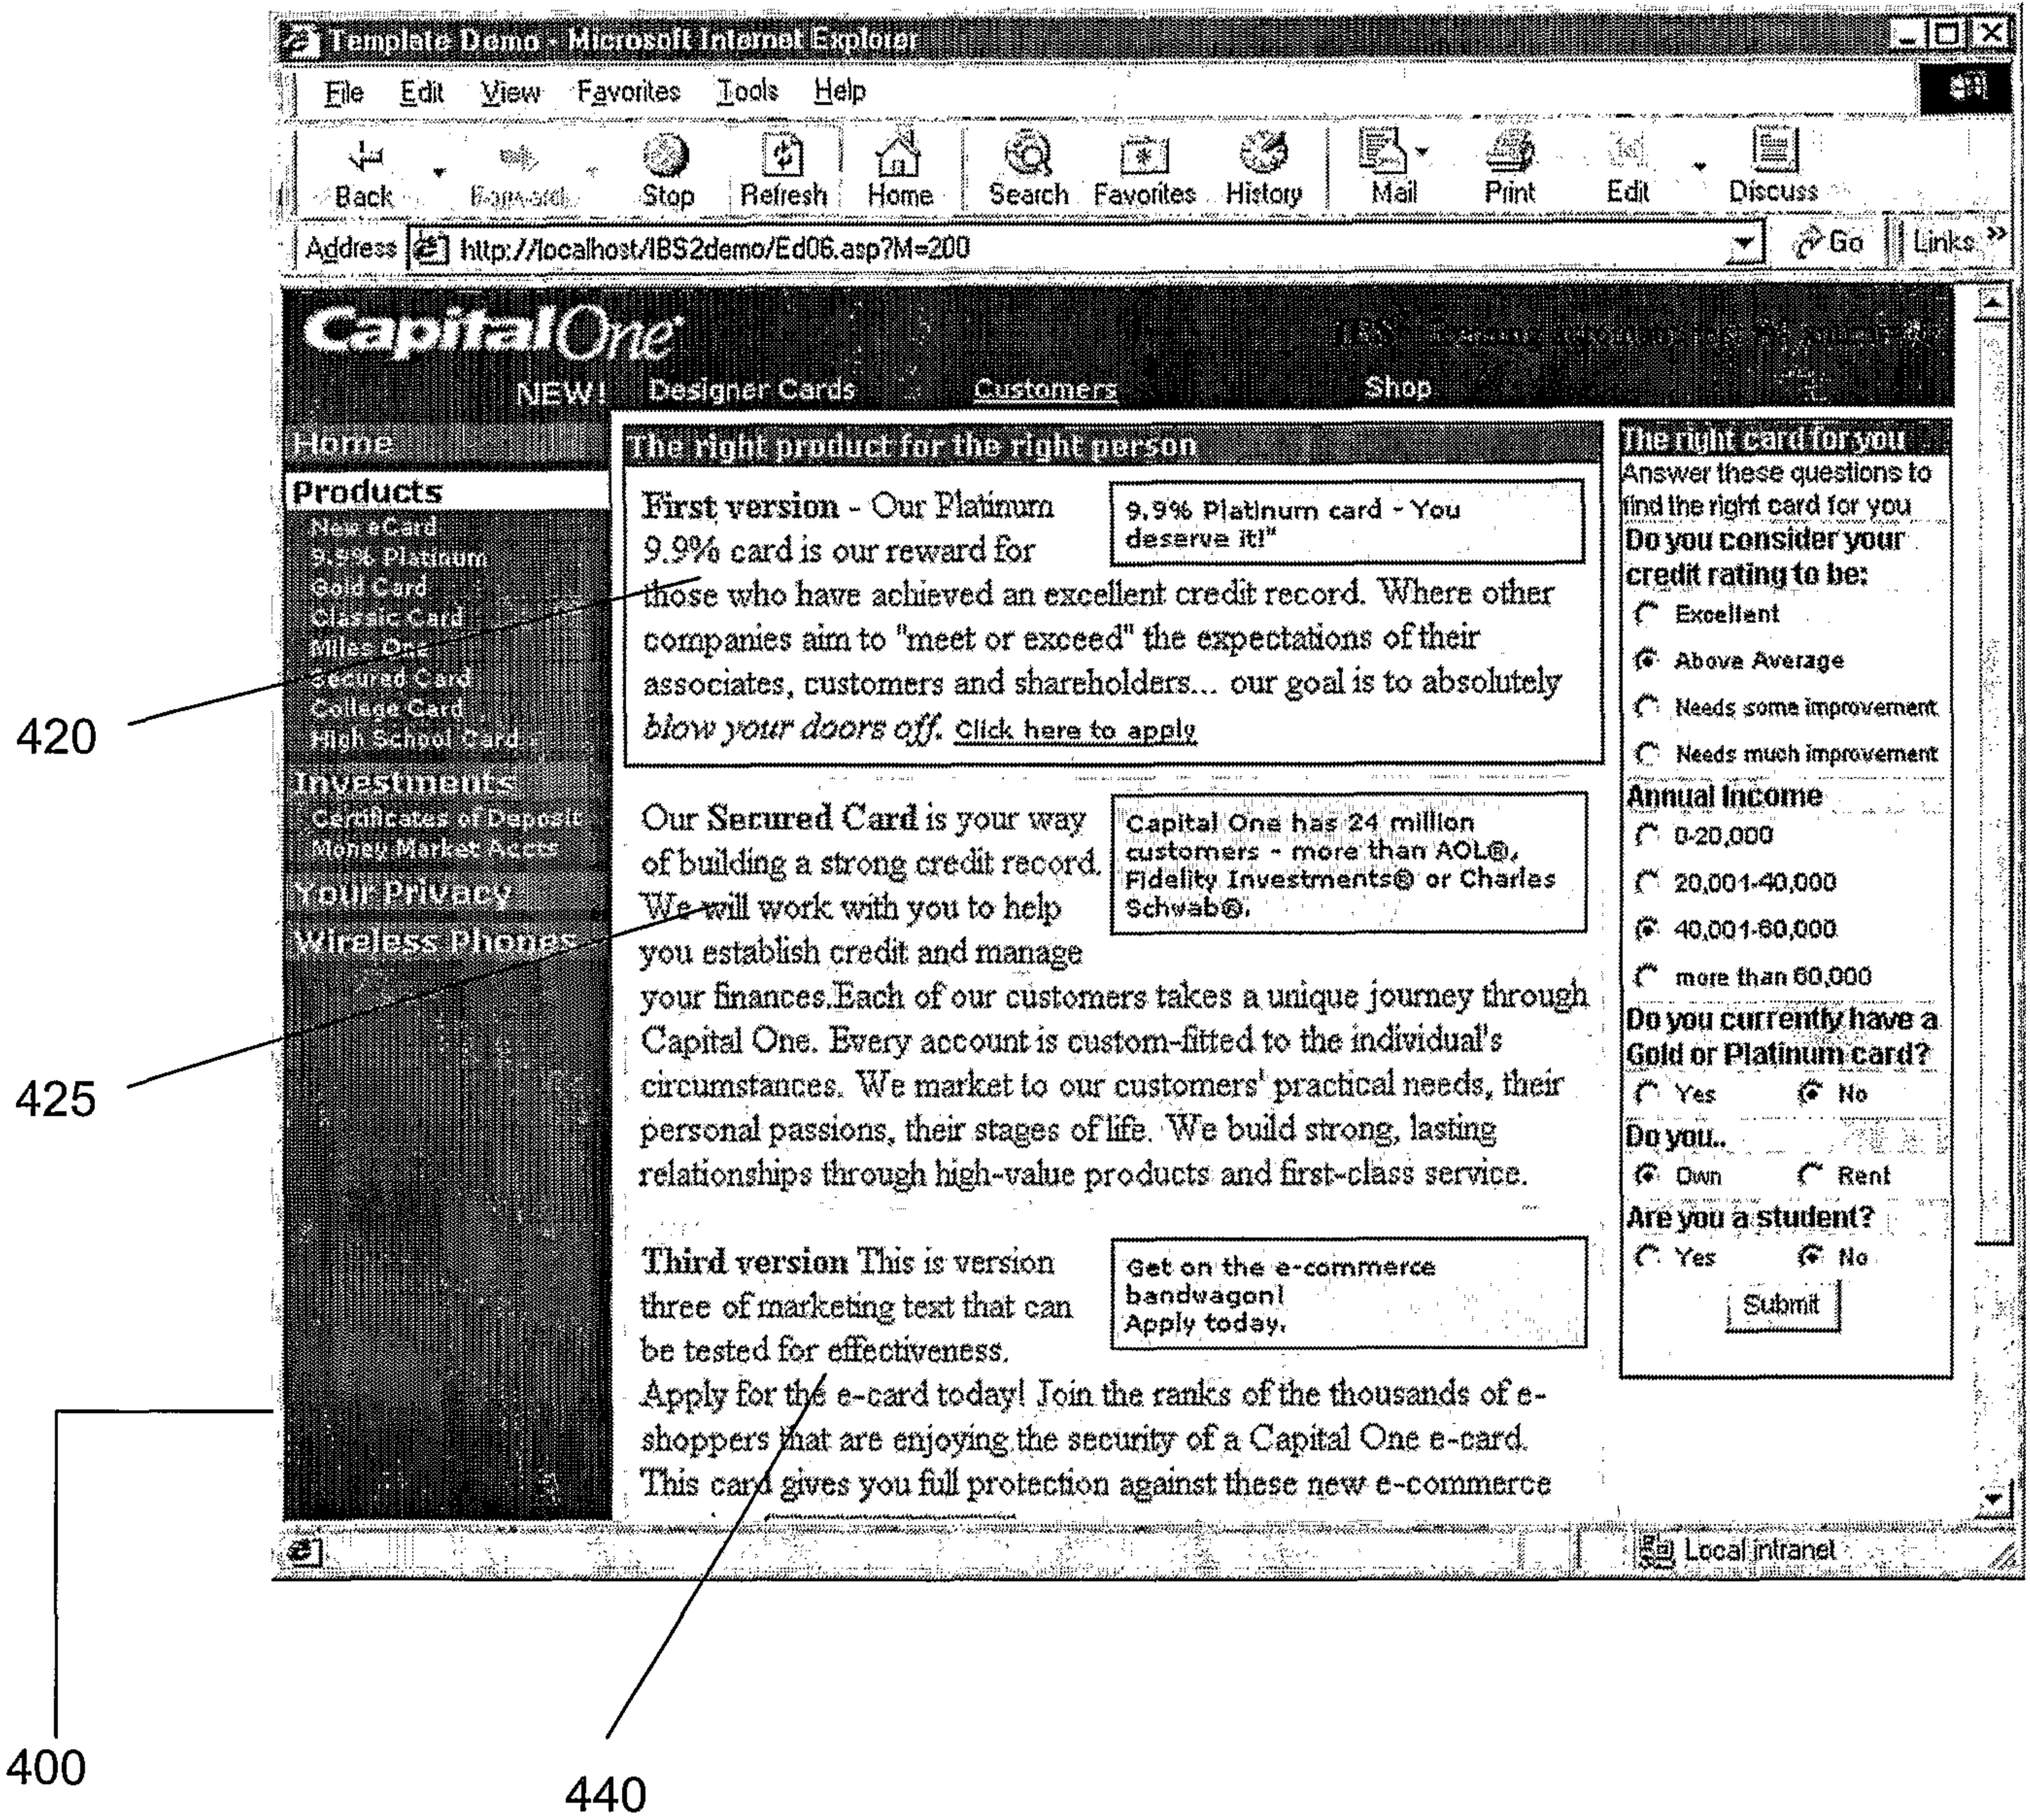 Template Demo - Microsoft Internet Explorer
File Edit View Favorites Tools Help
Back Forward Stop Refresh Home Search Favorites History Mail Print Edit Discuss
Address http://localhost/IBS2demo/Ed06.asp?M=200 Go Links »
CapitalOne
NEW! Designer Cards Customers Shop
Home
Products
New eCard
9.9% Platinum
Gold Card
Classic Card
Miles One
Secured Card
College Card
High School Card
Investments
Certificates of Deposit
Money Market Accts
Your Privacy
Wireless Phones
The right product for the right person
First version - Our Platinum
9.9% card is our reward for
those who have achieved an excellent credit record. Where other
companies aim to "meet or exceed" the expectations of their
associates, customers and shareholders... our goal is to absolutely
blow your doors off. Click here to apply
9.9% Platinum card - You
deserve it!"
Our Secured Card is your way
of building a strong credit record.
We will work with you to help
you establish credit and manage
your finances.Each of our customers takes a unique journey through
Capital One. Every account is custom-fitted to the individual's
circumstances. We market to our customers' practical needs, their
personal passions, their stages of life. We build strong, lasting
relationships through high-value products and first-class service.
Capital One has 24 million
customers - more than AOL®,
Fidelity Investments® or Charles
Schwab®.
Third version This is version
three of marketing text that can
be tested for effectiveness.
Apply for the e-card today! Join the ranks of the thousands of e-
shoppers that are enjoying the security of a Capital One e-card.
This card gives you full protection against these new e-commerce
Get on the e-commerce
bandwagon!
Apply today.
The right card for you
Answer these questions to
find the right card for you
Do you consider your
credit rating to be:
Excellent
Above Average
Needs some improvement
Needs much improvement
Annual Income
0-20,000
20,001-40,000
40,001-60,000
more than 60,000
Do you currently have a
Gold or Platinum card?
Yes No
Do you..
Own Rent
Are you a student?
Yes No
Submit
Local intranet
420
425
400
440